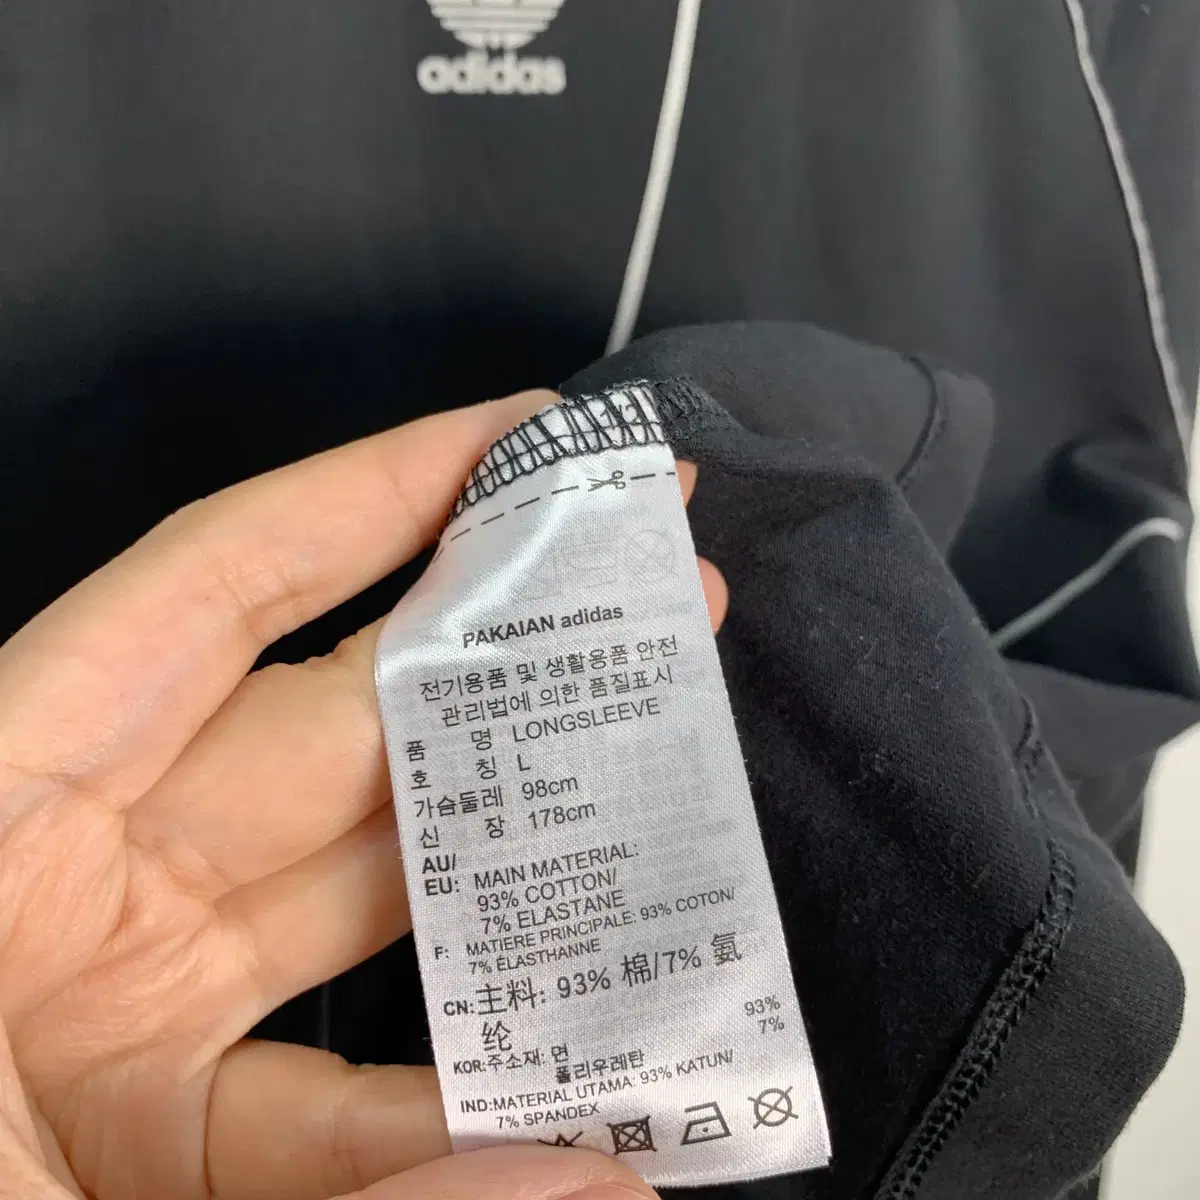 adidas
PAKAIAN adidas
전기용품 및 생활용품 안전
관리법에 의한 품질표시
품 명 LONGSLEEVE
호 칭 L
가슴둘레 98cm
신 장 178cm
AU/
EU: MAIN MATERIAL:
93% COTTON/
7% ELASTANE
F: MATIERE PRINCIPALE: 93% COTON/
7% ÉLASTHANNE
CN:主料: 93% 棉/7% 氨
纶
KOR:주소재: 면 93%
폴리우레탄 7%
IND:MATERIAL UTAMA: 93% KATUN/
7% SPANDEX